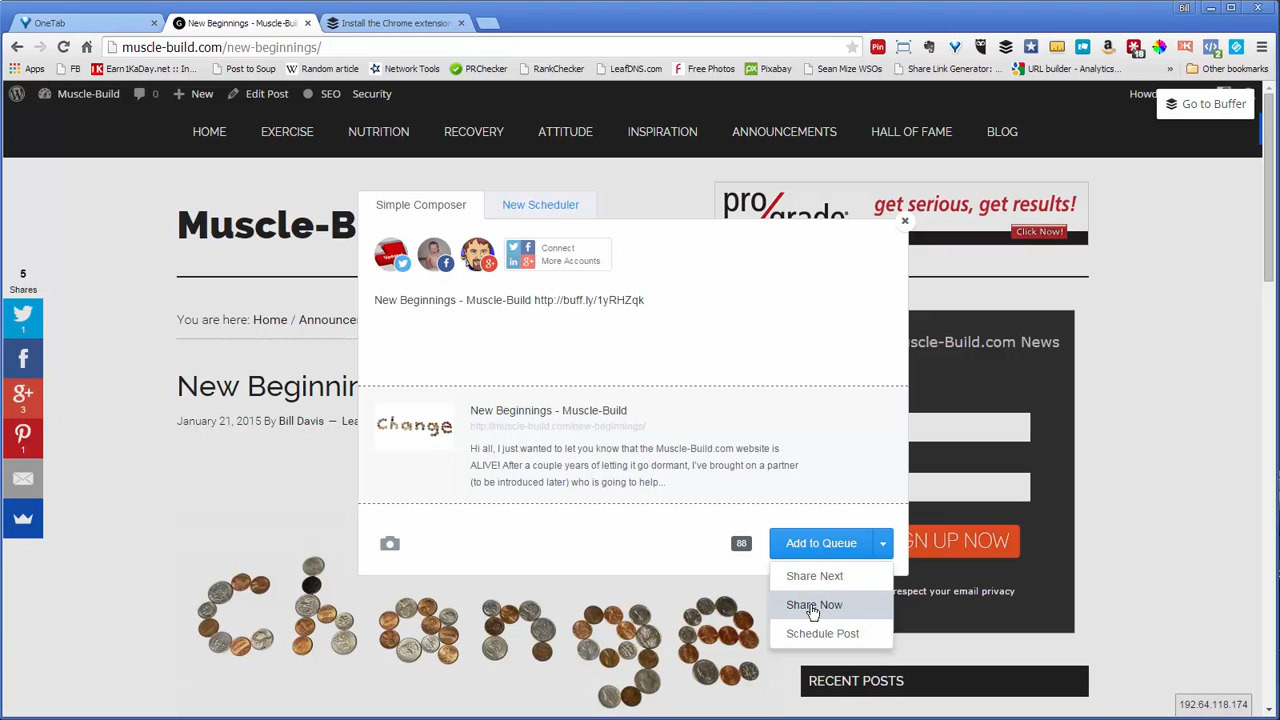 Bill
OneTab
New Beginnings - Muscle-Bui
Install the Chrome extension
muscle-build.com/new-beginnings/
Apps
FB
Earn1KaDay.net :: In...
Post to Soup
Random article
Network Tools
PRChecker
RankChecker
LeafDNS.com
Free Photos
Pixabay
Sean Mize WSOs
Share Link Generator: ...
URL builder - Analytics...
»
Other bookmarks
Muscle-Build
0
New
Edit Post
SEO
Security
Howd
Go to Buffer
HOME
EXERCISE
NUTRITION
RECOVERY
ATTITUDE
INSPIRATION
ANNOUNCEMENTS
HALL OF FAME
BLOG
Simple Composer
New Scheduler
pro/grade
get serious, get results!
Click Now!
Muscle-B
Connect
More Accounts
5
Shares
1
3
1
New Beginnings - Muscle-Build http://buff.ly/1yRHZqk
You are here: Home / Announce
scle-Build.com News
New Beginnin
January 21, 2015 By Bill Davis — Lea
change
New Beginnings - Muscle-Build
http://muscle-build.com/new-beginnings/
Hi all, I just wanted to let you know that the Muscle-Build.com website is
ALIVE! After a couple years of letting it go dormant, I've brought on a partner
(to be introduced later) who is going to help...
88
Add to Queue
GN UP NOW
Share Next
Share Now
Schedule Post
respect your email privacy
change
RECENT POSTS
192.64.118.174